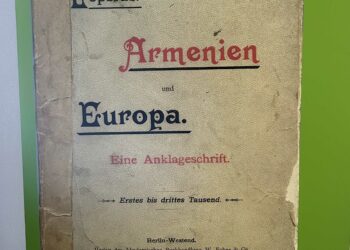 Armenien
und
Europa.
Eine Anklageschrift.
Erstes bis drittes Tausend.
Berlin-Westend.